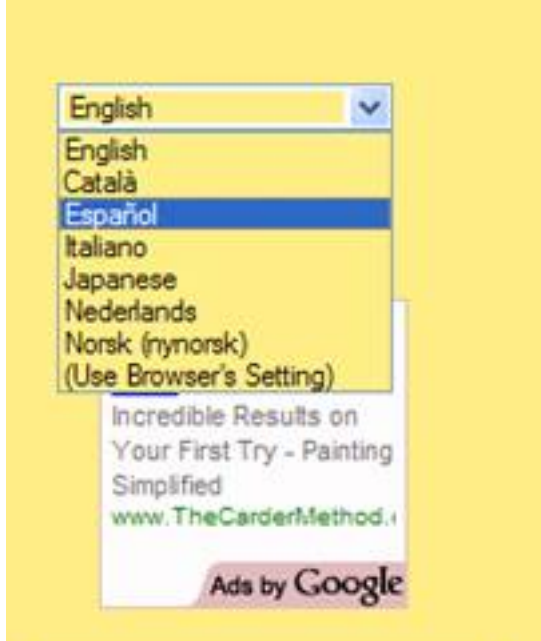 English
English
Català
Español
Italiano
Japanese
Nederlands
Norsk (nynorsk)
(Use Browser's Setting)
Incredible Results on
Your First Try - Painting
Simplified
www.TheCarderMethod.
Ads by Google